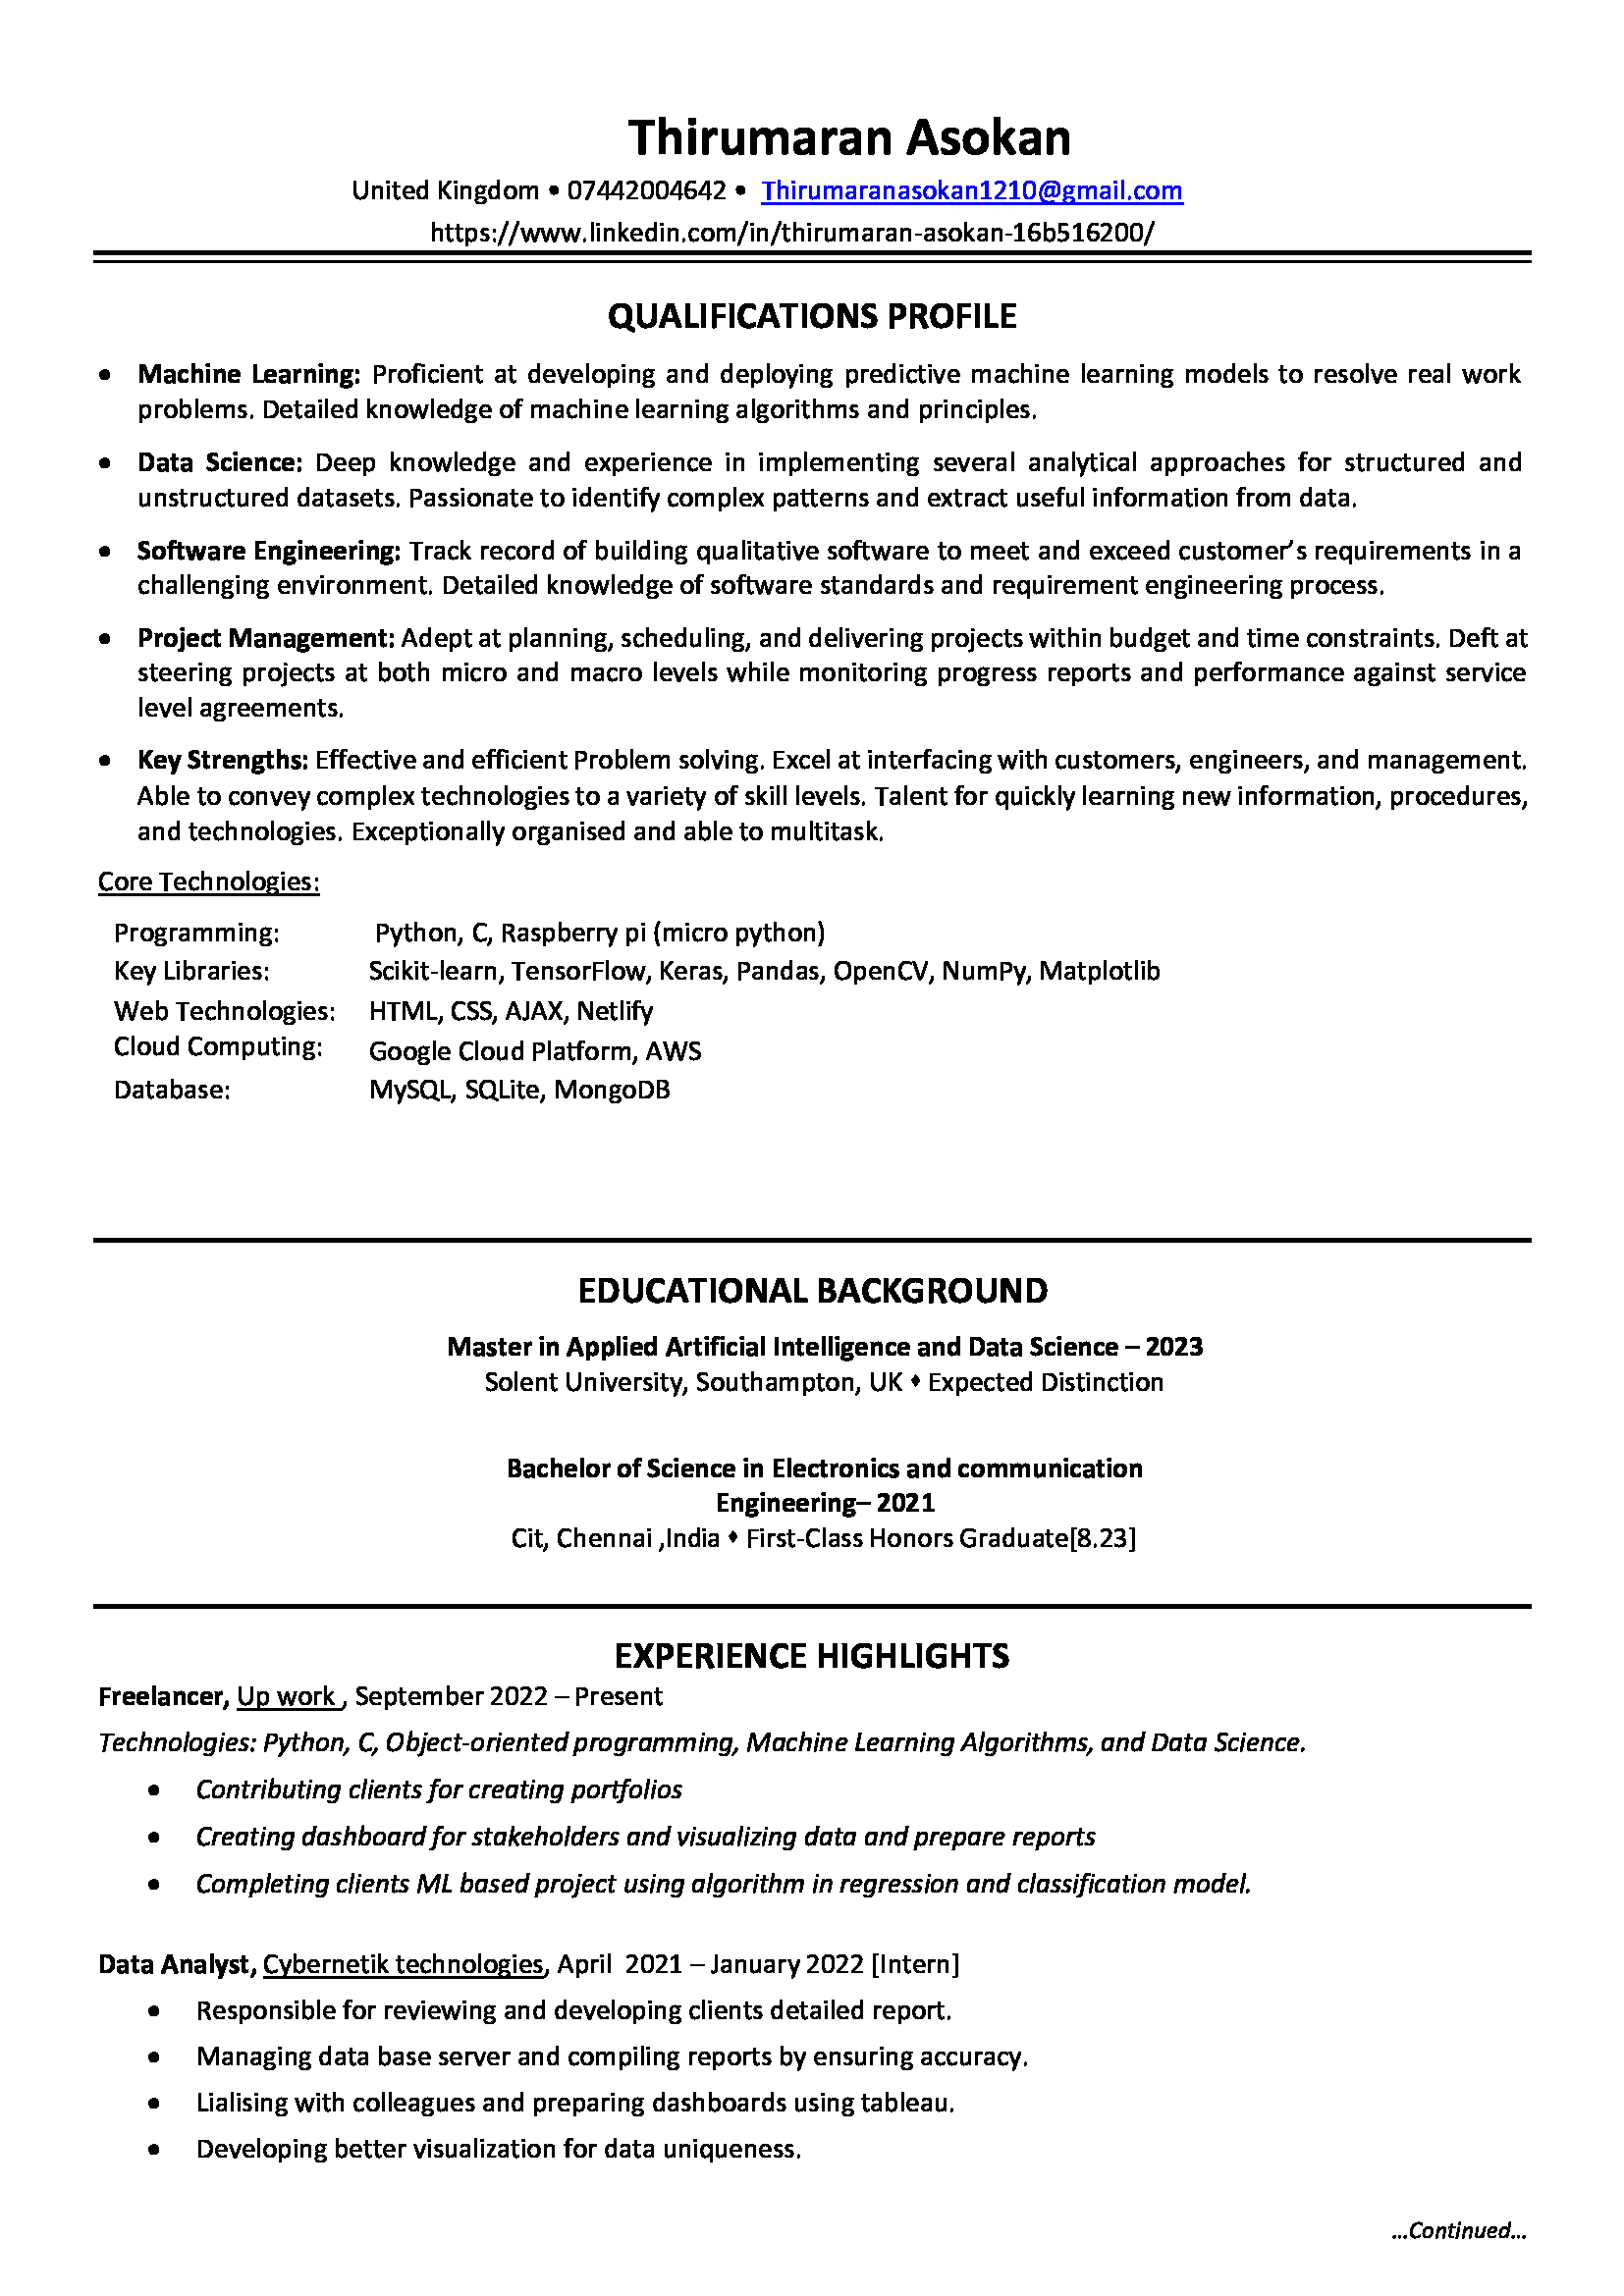 Thirumaran Asokan
United Kingdom • 07442004642 • Thirumaranasokan1210@gmail.com
https://www.linkedin.com/in/thirumaran-asokan-16b516200/
QUALIFICATIONS PROFILE
• Machine Learning: Proficient at developing and deploying predictive machine learning models to resolve real work
problems. Detailed knowledge of machine learning algorithms and principles.
• Data Science: Deep knowledge and experience in implementing several analytical approaches for structured and
unstructured datasets. Passionate to identify complex patterns and extract useful information from data.
• Software Engineering: Track record of building qualitative software to meet and exceed customer’s requirements in a
challenging environment. Detailed knowledge of software standards and requirement engineering process.
• Project Management: Adept at planning, scheduling, and delivering projects within budget and time constraints. Deft at
steering projects at both micro and macro levels while monitoring progress reports and performance against service
level agreements.
• Key Strengths: Effective and efficient Problem solving. Excel at interfacing with customers, engineers, and management.
Able to convey complex technologies to a variety of skill levels. Talent for quickly learning new information, procedures,
and technologies. Exceptionally organised and able to multitask.
Core Technologies:
Programming: Python, C, Raspberry pi (micro python)
Key Libraries: Scikit-learn, TensorFlow, Keras, Pandas, OpenCV, NumPy, Matplotlib
Web Technologies: HTML, CSS, AJAX, Netlify
Cloud Computing: Google Cloud Platform, AWS
Database: MySQL, SQLite, MongoDB
EDUCATIONAL BACKGROUND
Master in Applied Artificial Intelligence and Data Science – 2023
Solent University, Southampton, UK ♦ Expected Distinction
Bachelor of Science in Electronics and communication
Engineering– 2021
Cit, Chennai ,India ♦ First-Class Honors Graduate[8.23]
EXPERIENCE HIGHLIGHTS
Freelancer, Up work , September 2022 – Present
Technologies: Python, C, Object-oriented programming, Machine Learning Algorithms, and Data Science.
• Contributing clients for creating portfolios
• Creating dashboard for stakeholders and visualizing data and prepare reports
• Completing clients ML based project using algorithm in regression and classification model.
Data Analyst, Cybernetik technologies, April 2021 – January 2022 [Intern]
• Responsible for reviewing and developing clients detailed report.
• Managing data base server and compiling reports by ensuring accuracy.
• Lialising with colleagues and preparing dashboards using tableau.
• Developing better visualization for data uniqueness.
…Continued…